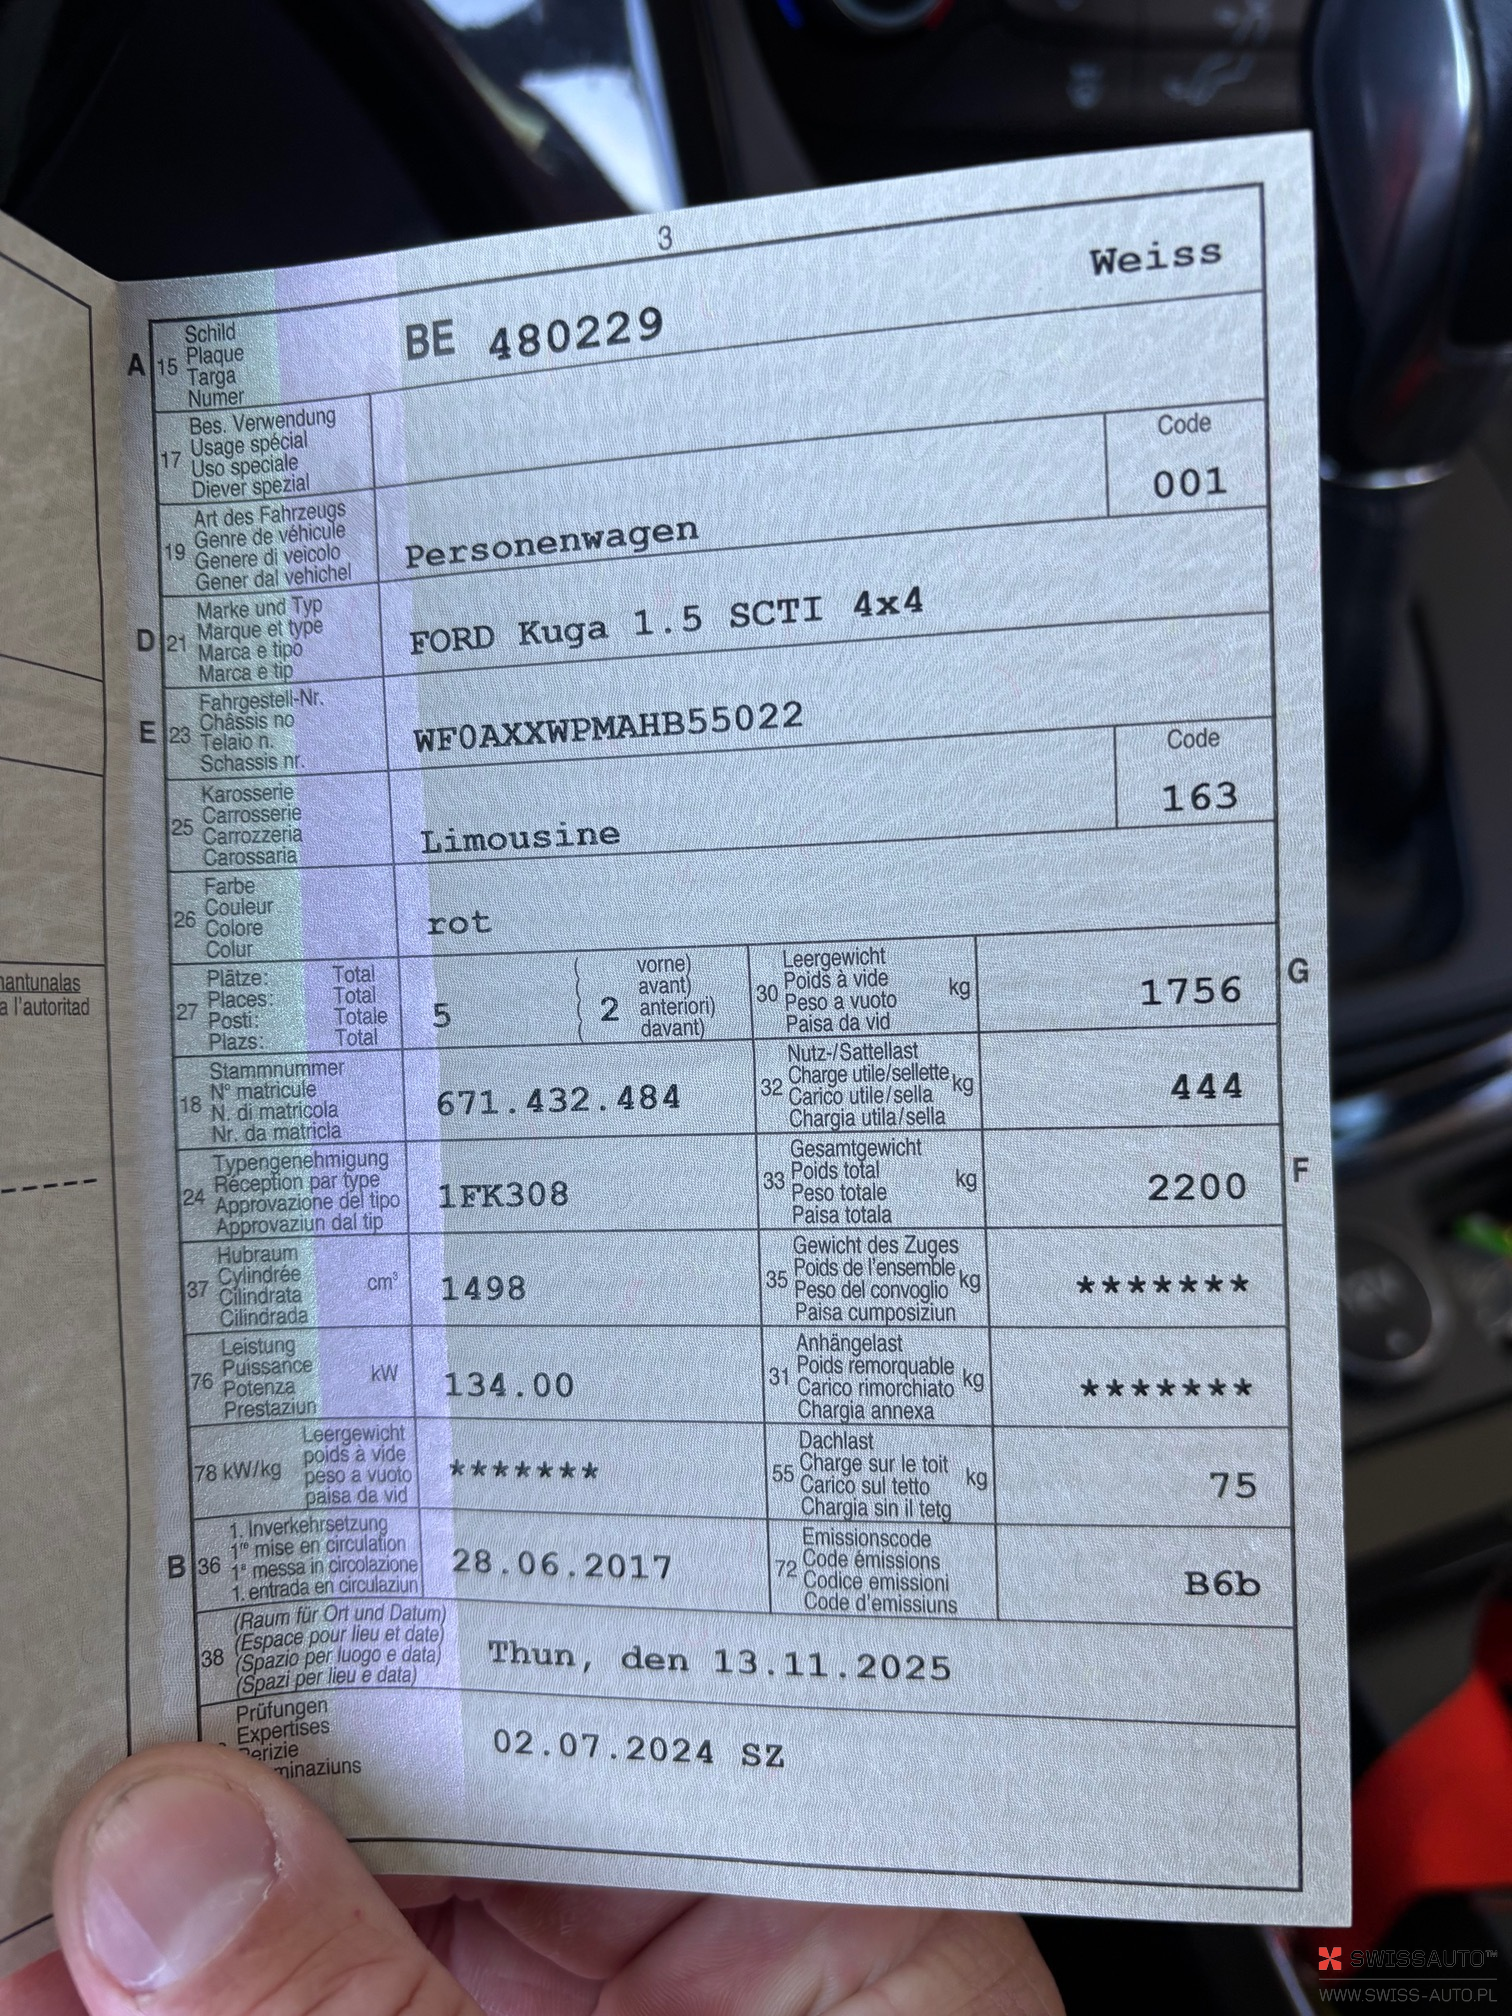 3
A 15 Schild
Plaque
Targa
Numer
BE 480229
Weiss
17 Bes. Verwendung
Usage spécial
Uso speciale
Diever spezial
19 Art des Fahrzeugs
Genre de véhicule
Genere di veicolo
Gener dal vehichel
Personenwagen
Code
001
D 21 Marke und Typ
Marque et type
Marca e tipo
Marca e tip
FORD Kuga 1.5 SCTI 4x4
E 23 Fahrgestell-Nr.
Châssis no
Telaio n.
Schassis nr.
WF0AXXWPMAHB55022
25 Karosserie
Carrosserie
Carrozzeria
Carossaria
Limousine
Code
163
26 Farbe
Couleur
Colore
Colur
rot
27 Plätze: Total
Places: Total
Posti: Totale
Plazs: Total
5
( 2 vorne)
( avant)
( anteriori)
( davant)
30 Leergewicht
Poids à vide kg
Peso a vuoto
Paisa da vid
1756
G
18 Stammnummer
N° matricule
N. di matricola
Nr. da matricla
671.432.484
32 Nutz-/Sattellast
Charge utile/sellette kg
Carico utile/sella
Chargia utila/sella
444
24 Typengenehmigung
Réception par type
Approvazione del tipo
Approvaziun dal tip
1FK308
33 Gesamtgewicht
Poids total kg
Peso totale
Paisa totala
2200
F
37 Hubraum
Cylindrée cm³
Cilindrata
Cilindrada
1498
35 Gewicht des Zuges
Poids de l'ensemble kg
Peso del convoglio
Paisa cumposiziun
*******
76 Leistung
Puissance kW
Potenza
Prestaziun
134.00
31 Anhängelast
Poids remorquable kg
Carico rimorchiato
Chargia annexa
*******
78 kW/kg Leergewicht
poids à vide
peso a vuoto
paisa da vid
*******
55 Dachlast
Charge sur le toit kg
Carico sul tetto
Chargia sin il tetg
75
B 36 1. Inverkehrsetzung
1re mise en circulation
1a messa in circolazione
1. entrada en circulaziun
28.06.2017
72 Emissionscode
Code émissions
Codice emissioni
Code d'emissiuns
B6b
38 (Raum für Ort und Datum)
(Espace pour lieu et date)
(Spazio per luogo e data)
(Spazi per lieu e data)
Thun, den 13.11.2025
Prüfungen
Expertises
02.07.2024 SZ
a l'autoritad
SWISSAUTO™
WWW.SWISS-AUTO.PL